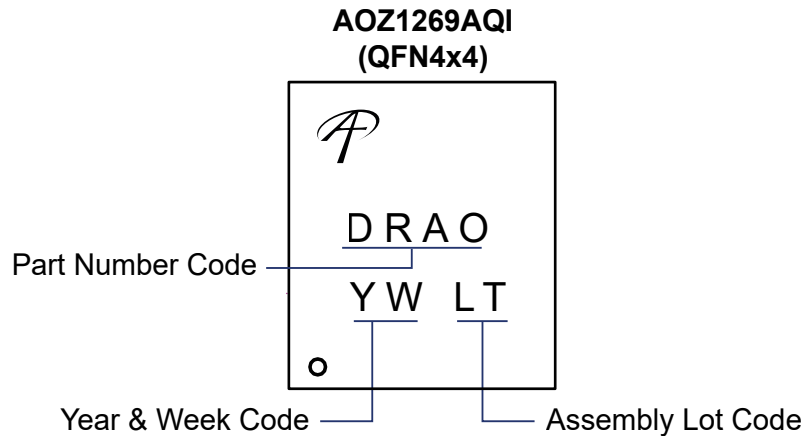 AOZ1269AQI
(QFN4x4)
DRAO
Part Number Code
YW LT
Year & Week Code
Assembly Lot Code